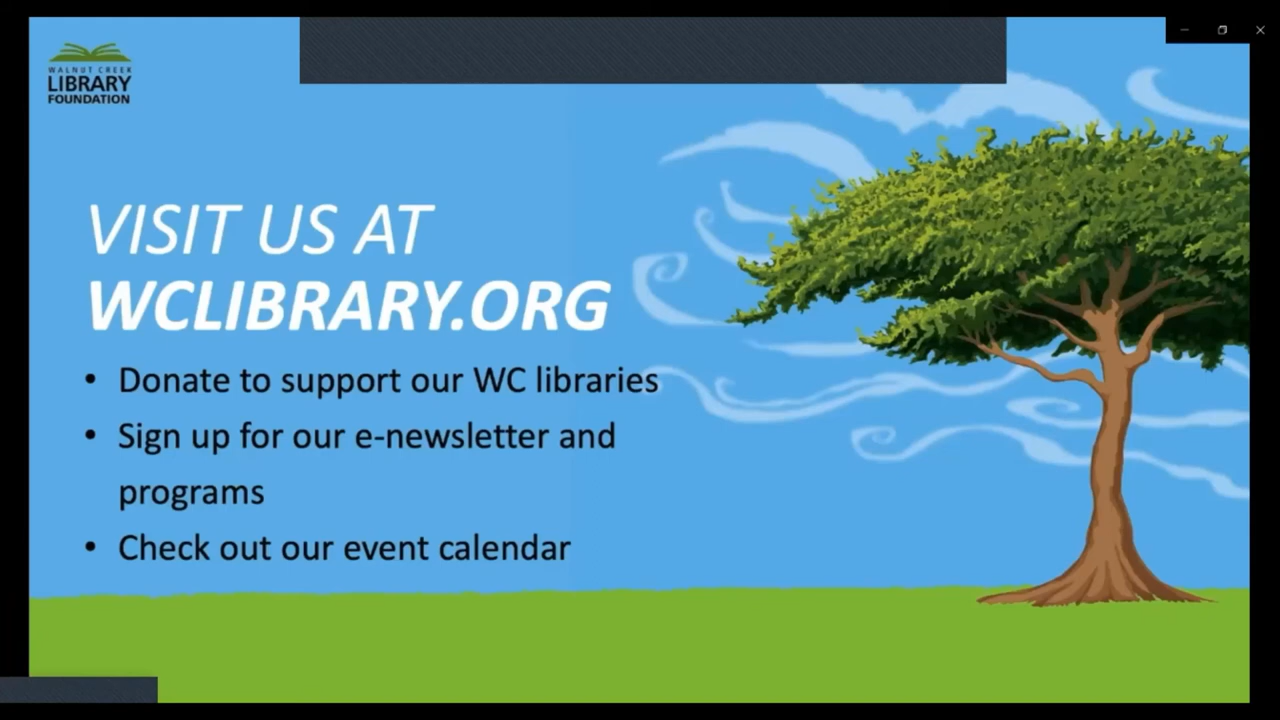 WALNUT CREEK
LIBRARY
FOUNDATION
VISIT US AT
WCLIBRARY.ORG
• Donate to support our WC libraries
• Sign up for our e-newsletter and
programs
• Check out our event calendar